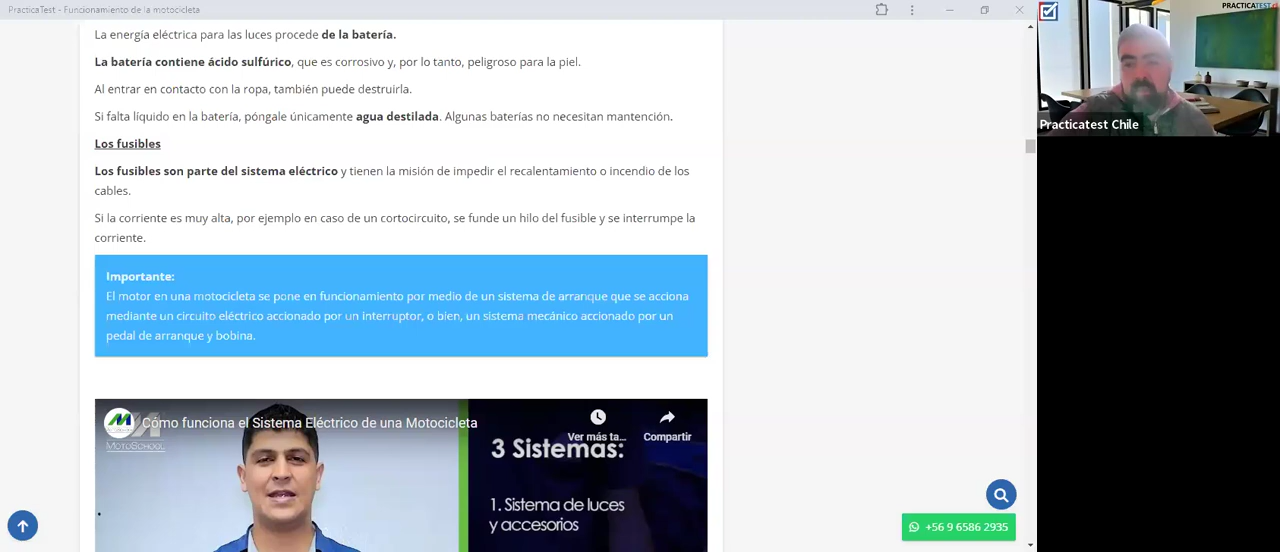 PracticaTest - Funcionamiento de la motocicleta
La energía eléctrica para las luces procede de la batería.
La batería contiene ácido sulfúrico, que es corrosivo y, por lo tanto, peligroso para la piel.
Al entrar en contacto con la ropa, también puede destruirla.
Si falta líquido en la batería, póngale únicamente agua destilada. Algunas baterías no necesitan mantención.
Los fusibles
Los fusibles son parte del sistema eléctrico y tienen la misión de impedir el recalentamiento o incendio de los
cables.
Si la corriente es muy alta, por ejemplo en caso de un cortocircuito, se funde un hilo del fusible y se interrumpe la
corriente.
Importante:
El motor en una motocicleta se pone en funcionamiento por medio de un sistema de arranque que se acciona
mediante un circuito eléctrico accionado por un interruptor, o bien, un sistema mecánico accionado por un
pedal de arranque y bobina.
Cómo funciona el Sistema Eléctrico de una Motocicleta
MOTOSCHOOL
Ver más ta...
Compartir
3 Sistemas:
1. Sistema de luces
y accesorios
+56 9 6586 2935
PRACTICATEST.cl
Practicatest Chile